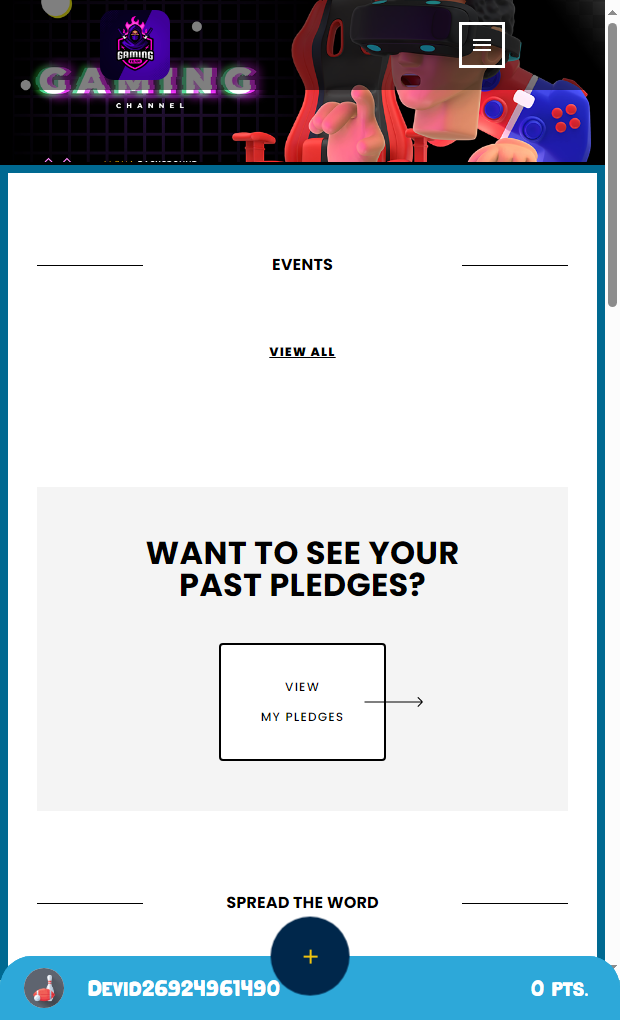 GAMING
GAMING
CHANNEL
EVENTS
VIEW ALL
WANT TO SEE YOUR
PAST PLEDGES?
VIEW
MY PLEDGES
SPREAD THE WORD
+
Devid26924961490
0 PTS.